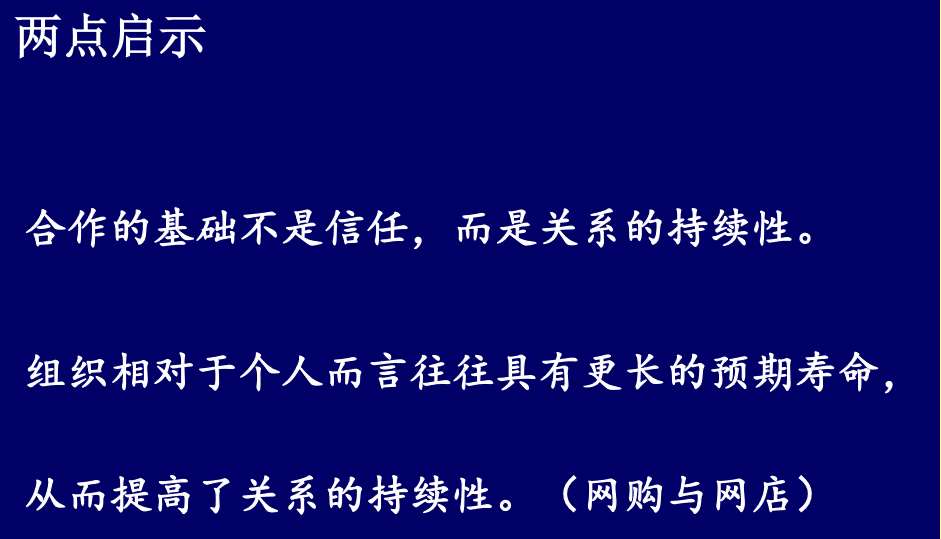 两点启示
合作的基础不是信任，而是关系的持续性。
组织相对于个人而言往往具有更长的预期寿命，
从而提高了关系的持续性。（网购与网店）